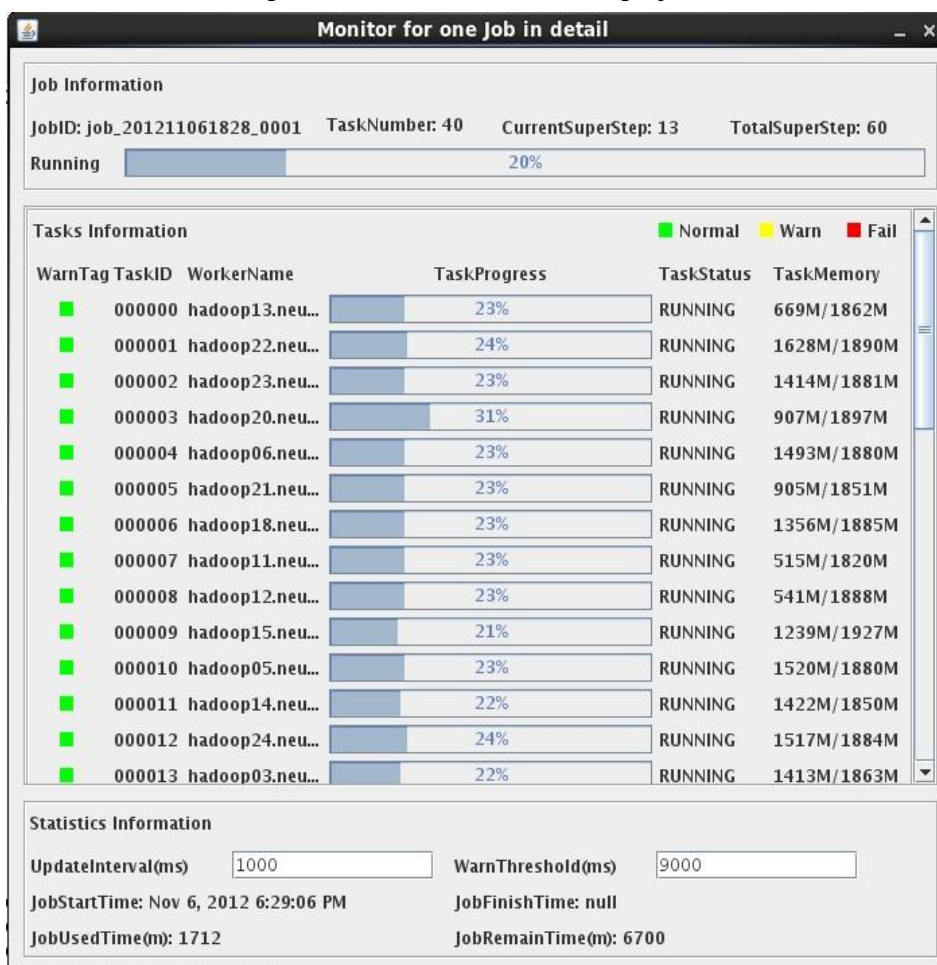 Monitor for one Job in detail
Job Information
JobID: job_201211061828_0001 TaskNumber: 40 CurrentSuperStep: 13 TotalSuperStep: 60
Running 20%
Tasks Information Normal Warn Fail
WarnTag TaskID WorkerName TaskProgress TaskStatus TaskMemory
000000 hadoop13.neu... 23% RUNNING 669M/1862M
000001 hadoop22.neu... 24% RUNNING 1628M/1890M
000002 hadoop23.neu... 23% RUNNING 1414M/1881M
000003 hadoop20.neu... 31% RUNNING 907M/1897M
000004 hadoop06.neu... 23% RUNNING 1493M/1880M
000005 hadoop21.neu... 23% RUNNING 905M/1851M
000006 hadoop18.neu... 23% RUNNING 1356M/1885M
000007 hadoop11.neu... 23% RUNNING 515M/1820M
000008 hadoop12.neu... 23% RUNNING 541M/1888M
000009 hadoop15.neu... 21% RUNNING 1239M/1927M
000010 hadoop05.neu... 23% RUNNING 1520M/1880M
000011 hadoop14.neu... 22% RUNNING 1422M/1850M
000012 hadoop24.neu... 24% RUNNING 1517M/1884M
000013 hadoop03.neu... 22% RUNNING 1413M/1863M
Statistics Information
UpdateInterval(ms) 1000 WarnThreshold(ms) 9000
JobStartTime: Nov 6, 2012 6:29:06 PM JobFinishTime: null
JobUsedTime(m): 1712 JobRemainTime(m): 6700